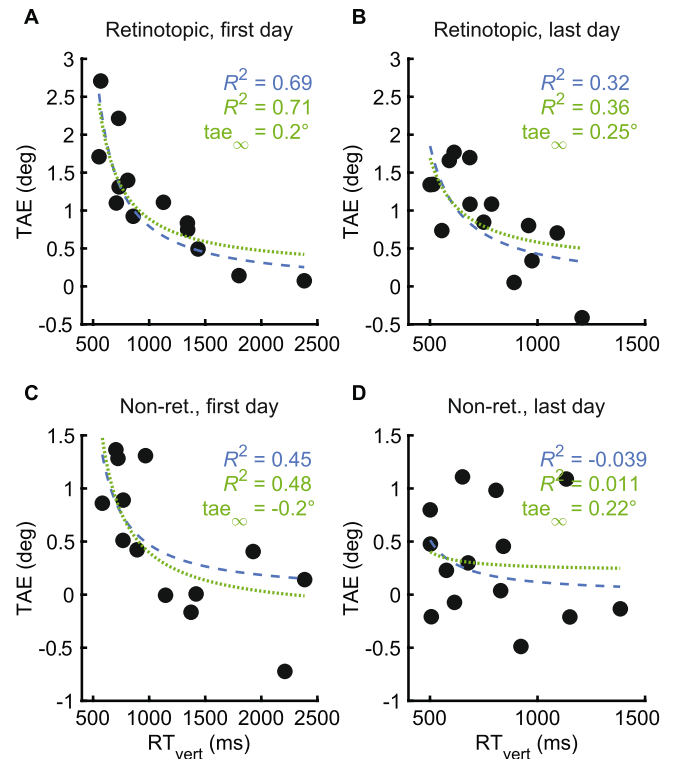 A
Retinotopic, first day
R² = 0.69
R² = 0.71
tae∞ = 0.2°
TAE (deg)
3
2.5
2
1.5
1
0.5
0
-0.5
500 1000 1500 2000 2500
B
Retinotopic, last day
R² = 0.32
R² = 0.36
tae∞ = 0.25°
TAE (deg)
3
2.5
2
1.5
1
0.5
0
-0.5
500 1000 1500
C
Non-ret., first day
R² = 0.45
R² = 0.48
tae∞ = -0.2°
TAE (deg)
1.5
1
0.5
0
-0.5
-1
500 1000 1500 2000 2500
RTvert (ms)
D
Non-ret., last day
R² = -0.039
R² = 0.011
tae∞ = 0.22°
TAE (deg)
1.5
1
0.5
0
-0.5
-1
500 1000 1500
RTvert (ms)